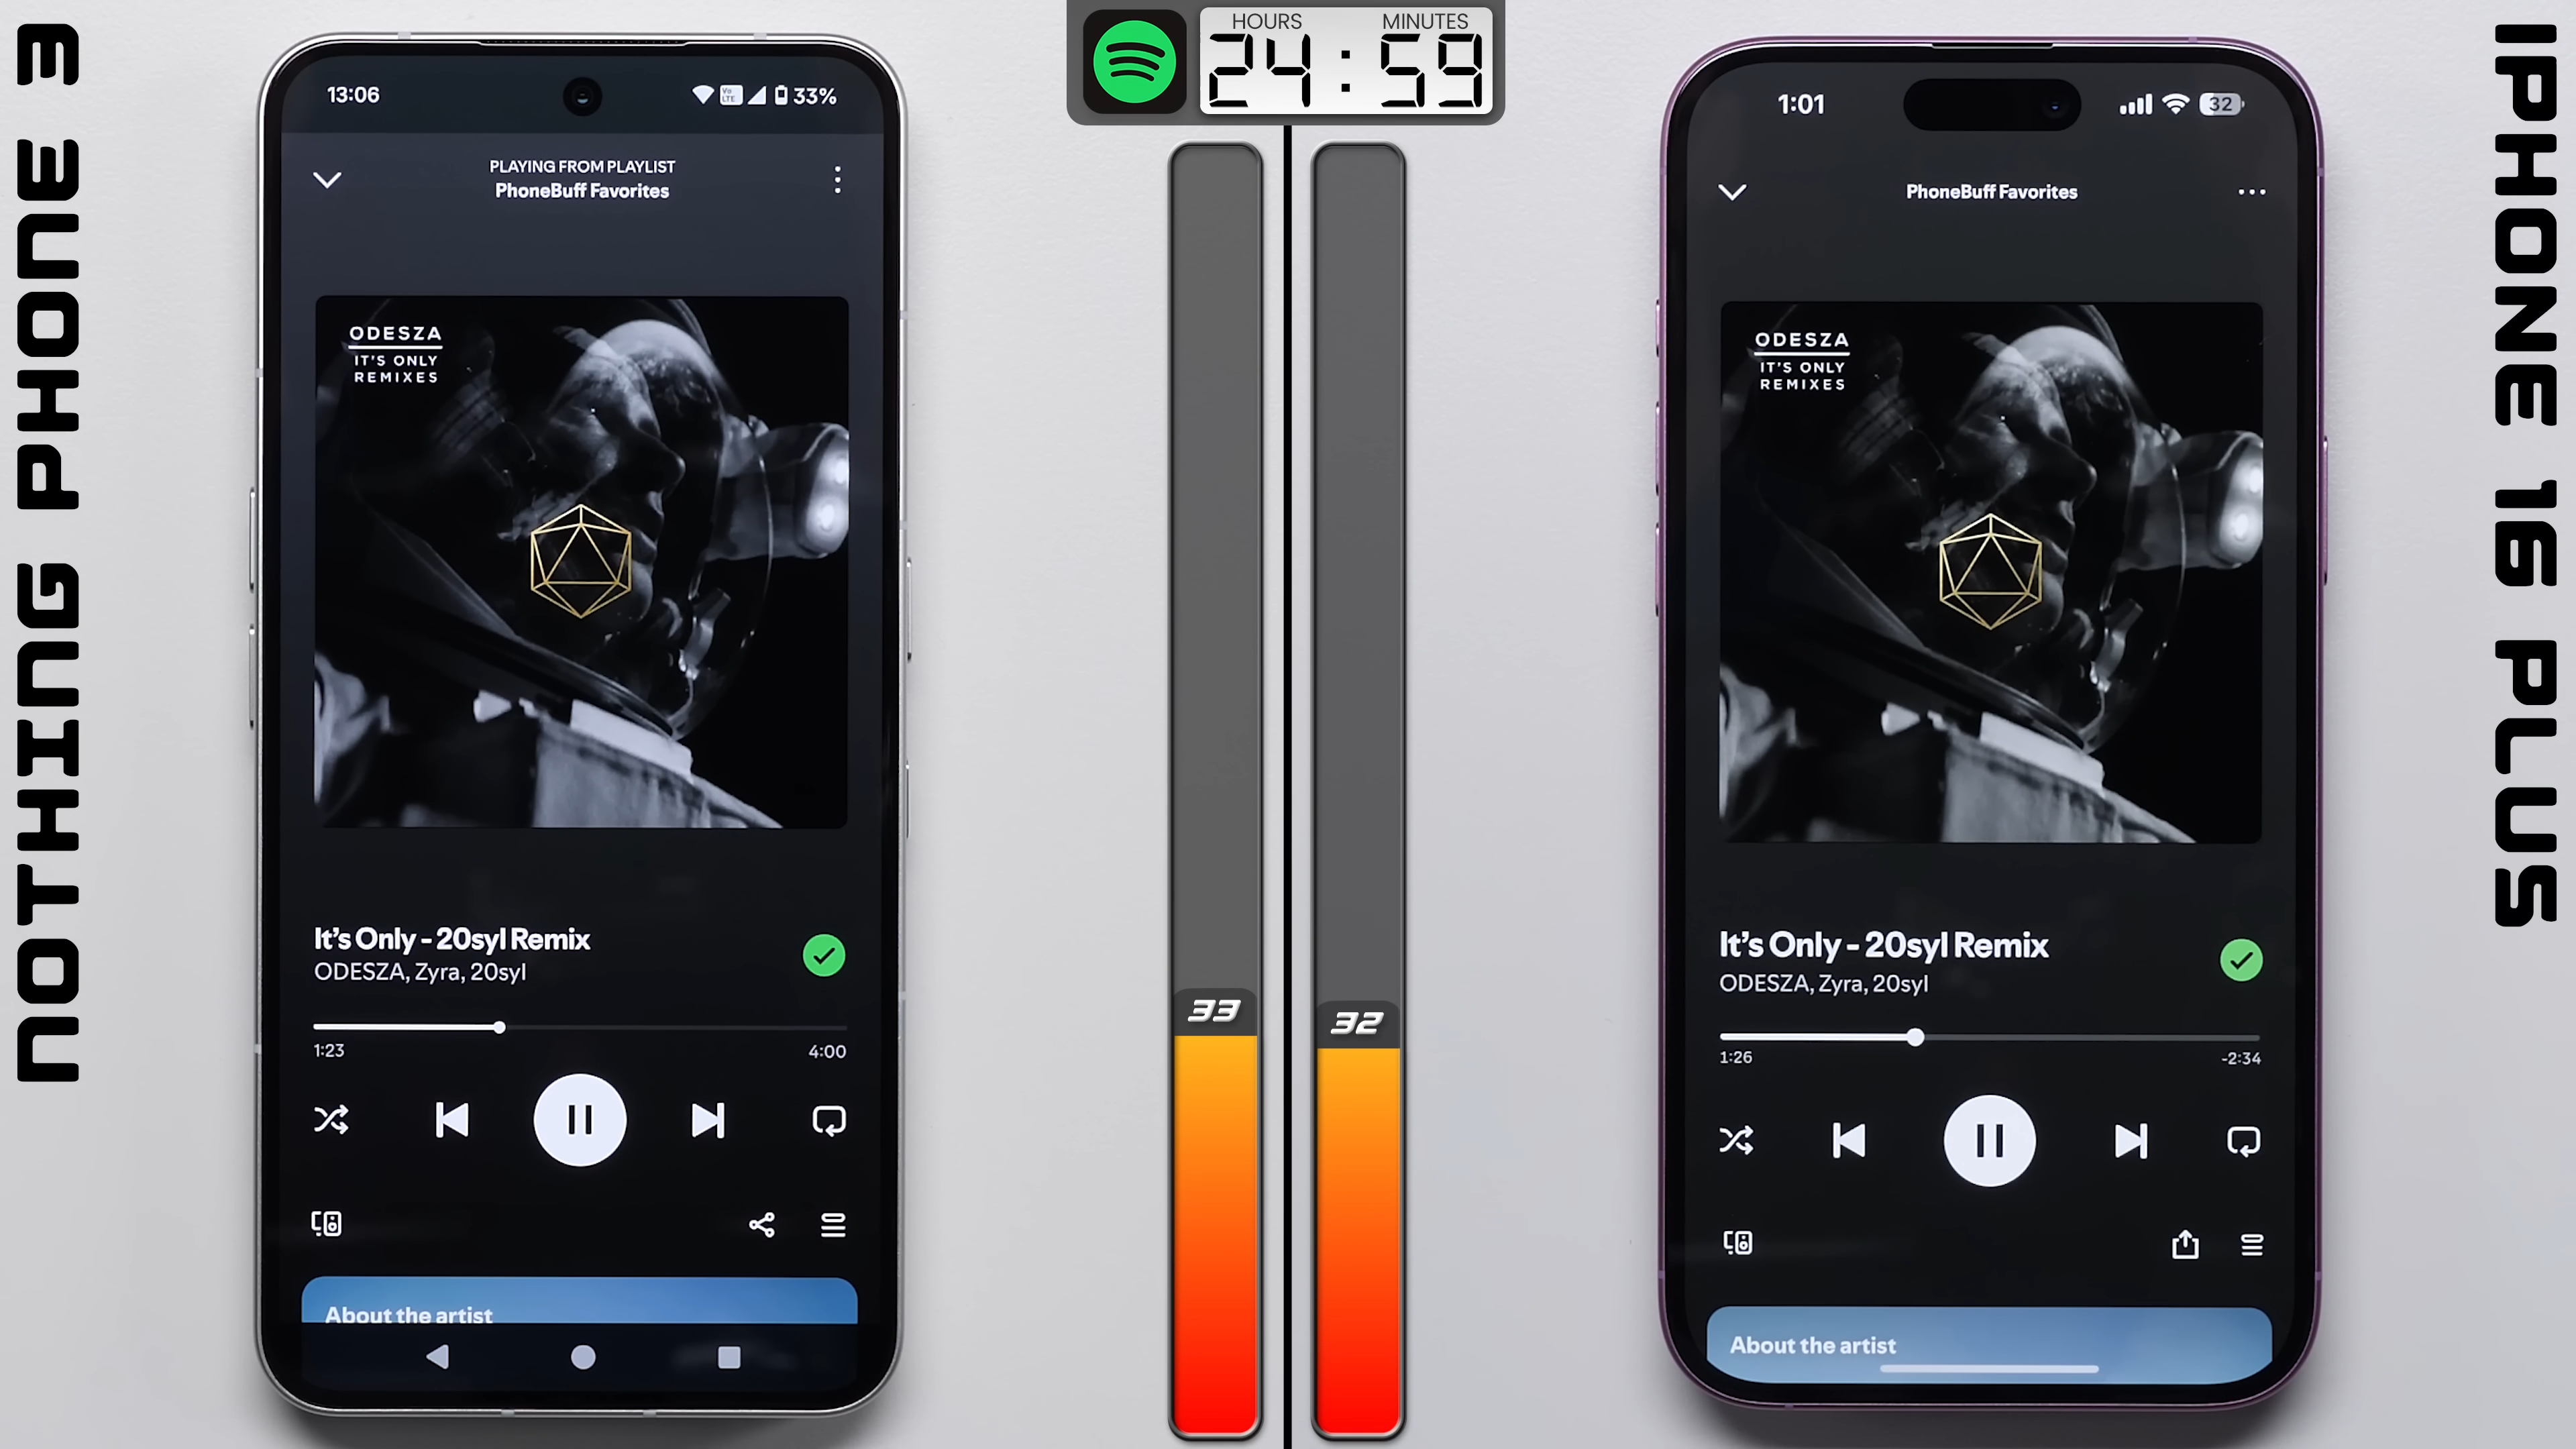 NOTHING PHONE 3
13:06
Vo LTE
33%
PLAYING FROM PLAYLIST
PhoneBuff Favorites
ODESZA
IT'S ONLY
REMIXES
It's Only - 20syl Remix
ODESZA, Zyra, 20syl
1:23
4:00
About the artist
HOURS MINUTES
24:59
33
32
1:01
32
PhoneBuff Favorites
ODESZA
IT'S ONLY
REMIXES
It's Only - 20syl Remix
ODESZA, Zyra, 20syl
1:26
-2:34
About the artist
IPHONE 16 PLUS